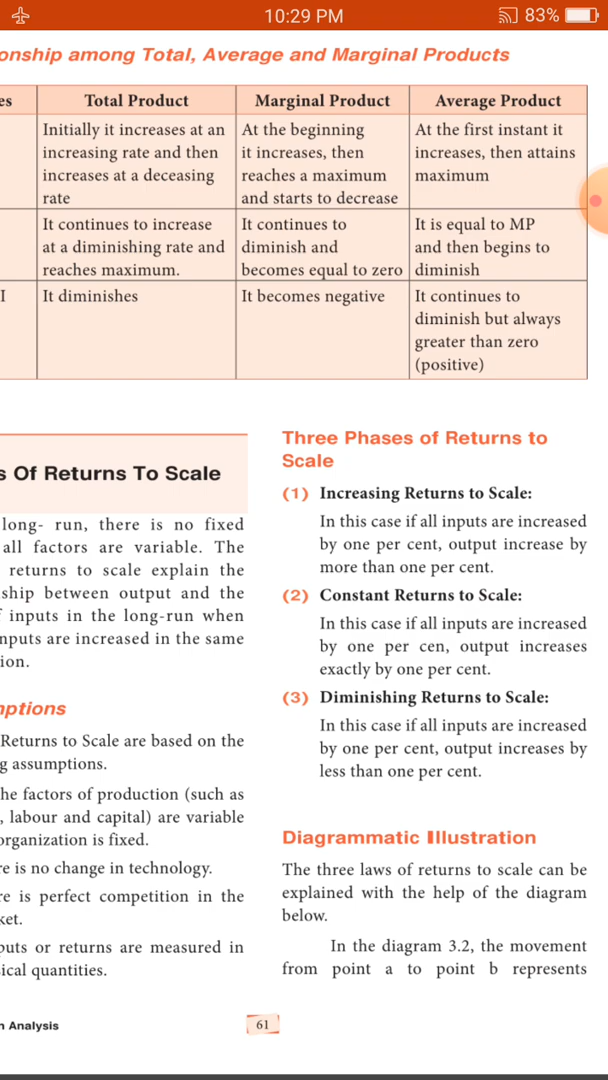 10:29 PM
83%
onship among Total, Average and Marginal Products
es Total Product Marginal Product Average Product
Initially it increases at an
increasing rate and then
increases at a deceasing
rate
At the beginning
it increases, then
reaches a maximum
and starts to decrease
At the first instant it
increases, then attains
maximum
It continues to increase
at a diminishing rate and
reaches maximum.
It continues to
diminish and
becomes equal to zero
It is equal to MP
and then begins to
diminish
I
It diminishes
It becomes negative
It continues to
diminish but always
greater than zero
(positive)
s Of Returns To Scale
long- run, there is no fixed
all factors are variable. The
returns to scale explain the
ship between output and the
f inputs in the long-run when
nputs are increased in the same
ion.
nptions
Returns to Scale are based on the
g assumptions.
he factors of production (such as
, labour and capital) are variable
organization is fixed.
re is no change in technology.
re is perfect competition in the
ket.
puts or returns are measured in
ical quantities.
Three Phases of Returns to
Scale
(1) Increasing Returns to Scale:
In this case if all inputs are increased
by one per cent, output increase by
more than one per cent.
(2) Constant Returns to Scale:
In this case if all inputs are increased
by one per cen, output increases
exactly by one per cent.
(3) Diminishing Returns to Scale:
In this case if all inputs are increased
by one per cent, output increases by
less than one per cent.
Diagrammatic Illustration
The three laws of returns to scale can be
explained with the help of the diagram
below.
In the diagram 3.2, the movement
from point a to point b represents
n Analysis
61